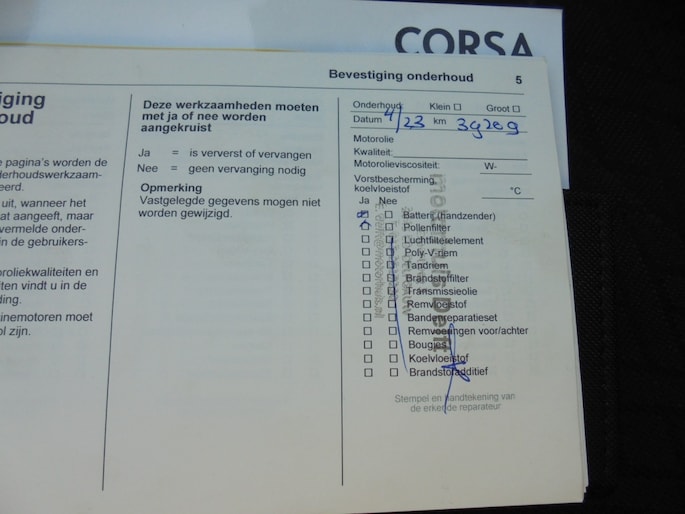 CORSA
Bevestiging onderhoud 5
iging
oud
e pagina's worden de
derhoudswerkzaam-
eerd.
uit, wanneer het
at aangeeft, maar
vermelde onder-
in de gebruikers-
roliekwaliteiten en
iten vindt u in de
ding.
inemotoren moet
ol zijn.
Deze werkzaamheden moeten
met ja of nee worden
aangekruist
Ja = is ververst of vervangen
Nee = geen vervanging nodig
Opmerking
Vastgelegde gegevens mogen niet
worden gewijzigd.
Onderhoud: Klein ☐ Groot ☐
Datum 4/23 km 39209
Motorolie
Kwaliteit:
Motorolieviscositeit: W-
Vorstbescherming
koelvloeistof °C
Ja Nee
Batterij (handzender)
Pollenfilter
Luchtfilterelement
Poly-V-riem
Tandriem
Brandstoffilter
Transmissieolie
Remvloeistof
Bandenreparatieset
Remvoeringen voor/achter
Bougies
Koelvloeistof
Brandstofadditief
Stempel en handtekening van
de erkende reparateur
Delft